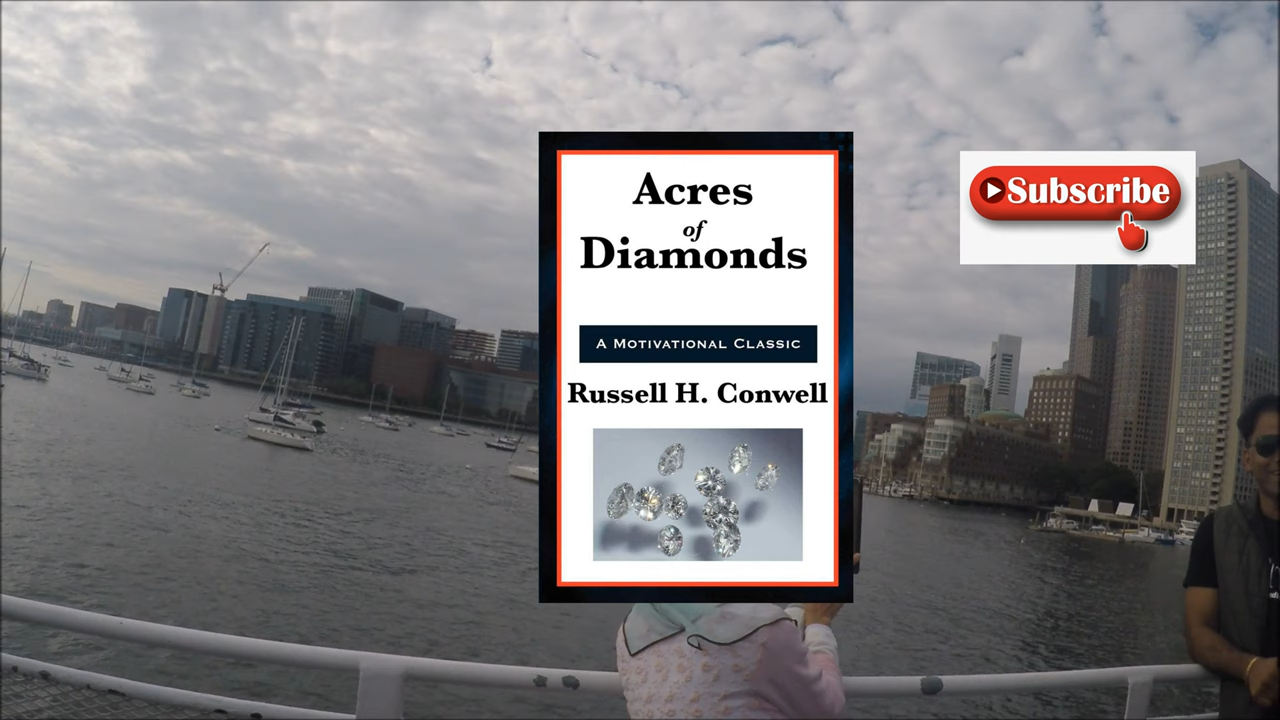 Acres
of
Diamonds
A MOTIVATIONAL CLASSIC
Russell H. Conwell
Subscribe